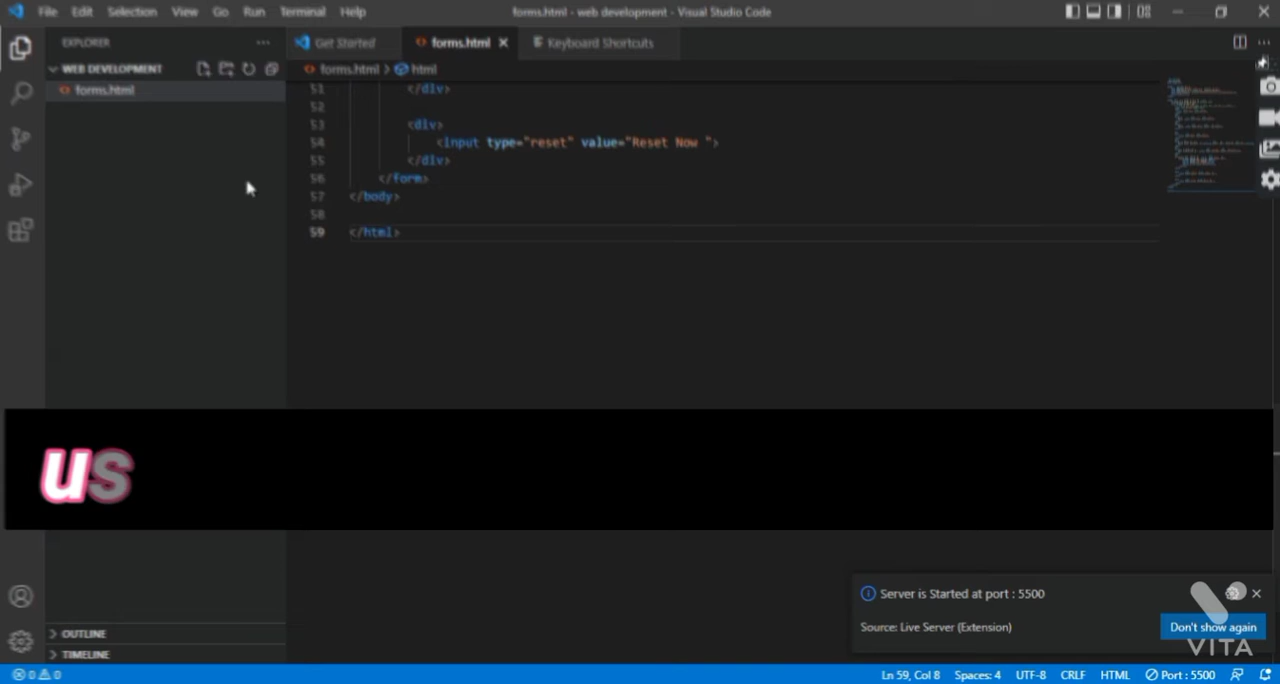 File Edit Selection View Go Run Terminal Help forms.html - web development - Visual Studio Code
EXPLORER ... Get Started forms.html Keyboard Shortcuts
WEB DEVELOPMENT forms.html > html
forms.html
51 </div>
52
53 <div>
54 <input type="reset" value="Reset Now ">
55 </div>
56 </form>
57 </body>
58
59 </html>
us
Server is Started at port : 5500
Source: Live Server (Extension) Don't show again
VITA
OUTLINE
TIMELINE
0 0 Ln 59, Col 8 Spaces: 4 UTF-8 CRLF HTML Port : 5500